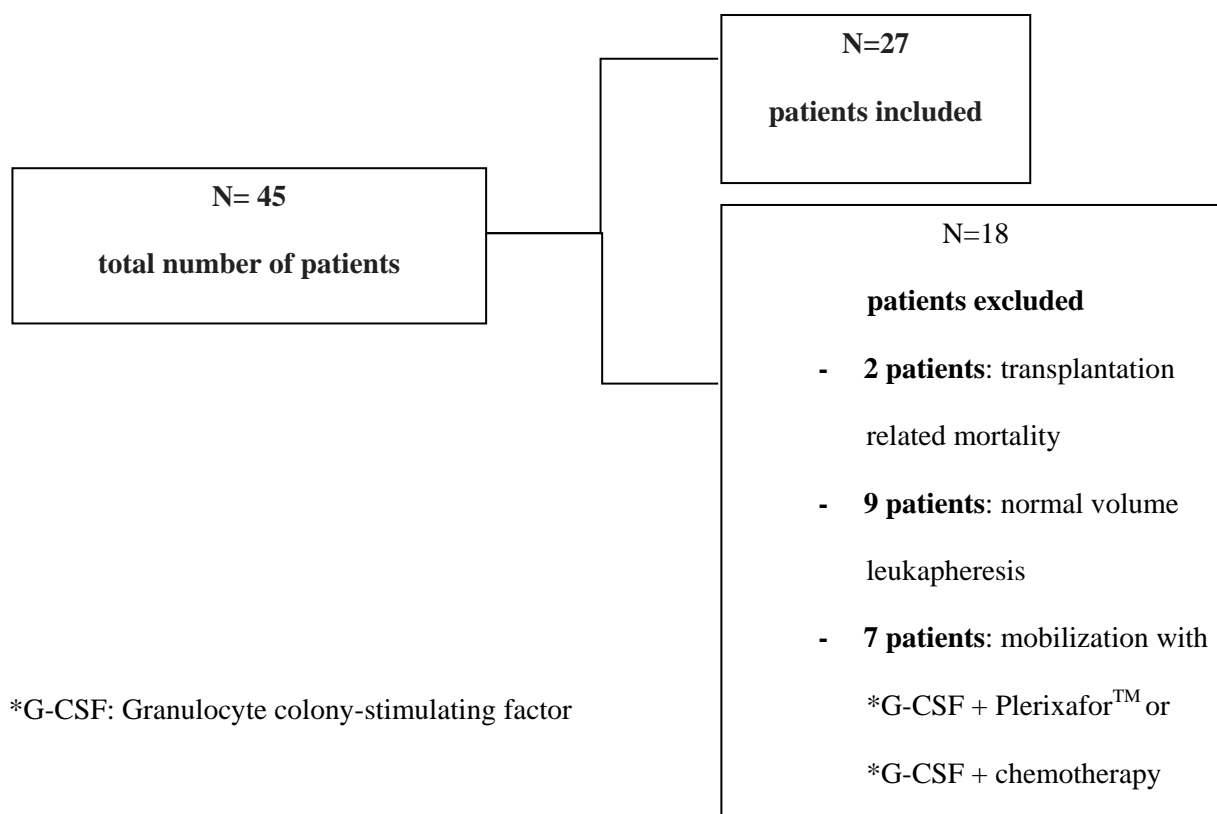 N=27
patients included
N= 45
total number of patients
N=18
patients excluded
- 2 patients: transplantation
related mortality
- 9 patients: normal volume
leukapheresis
- 7 patients: mobilization with
*G-CSF + Plerixafor™ or
*G-CSF + chemotherapy
*G-CSF: Granulocyte colony-stimulating factor